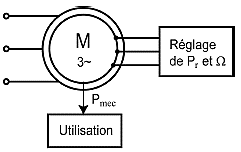 M
3~
Réglage
de Pr et Ω
Pmec
Utilisation